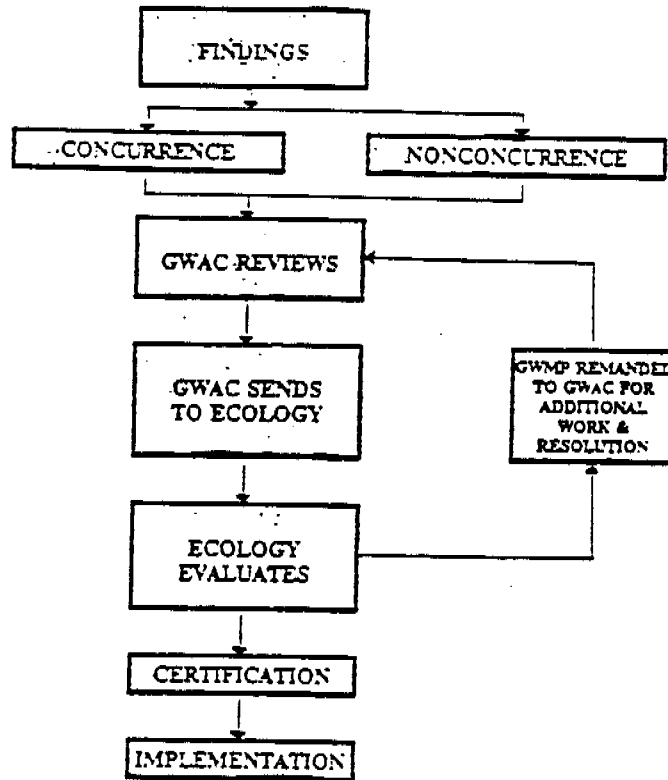 FINDINGS
CONCURRENCE
NONCONCURRENCE
GWAC REVIEWS
GWAC SENDS
TO ECOLOGY
GWMP REMANDED
TO GWAC FOR
ADDITIONAL
WORK &
RESOLUTION
ECOLOGY
EVALUATES
CERTIFICATION
IMPLEMENTATION